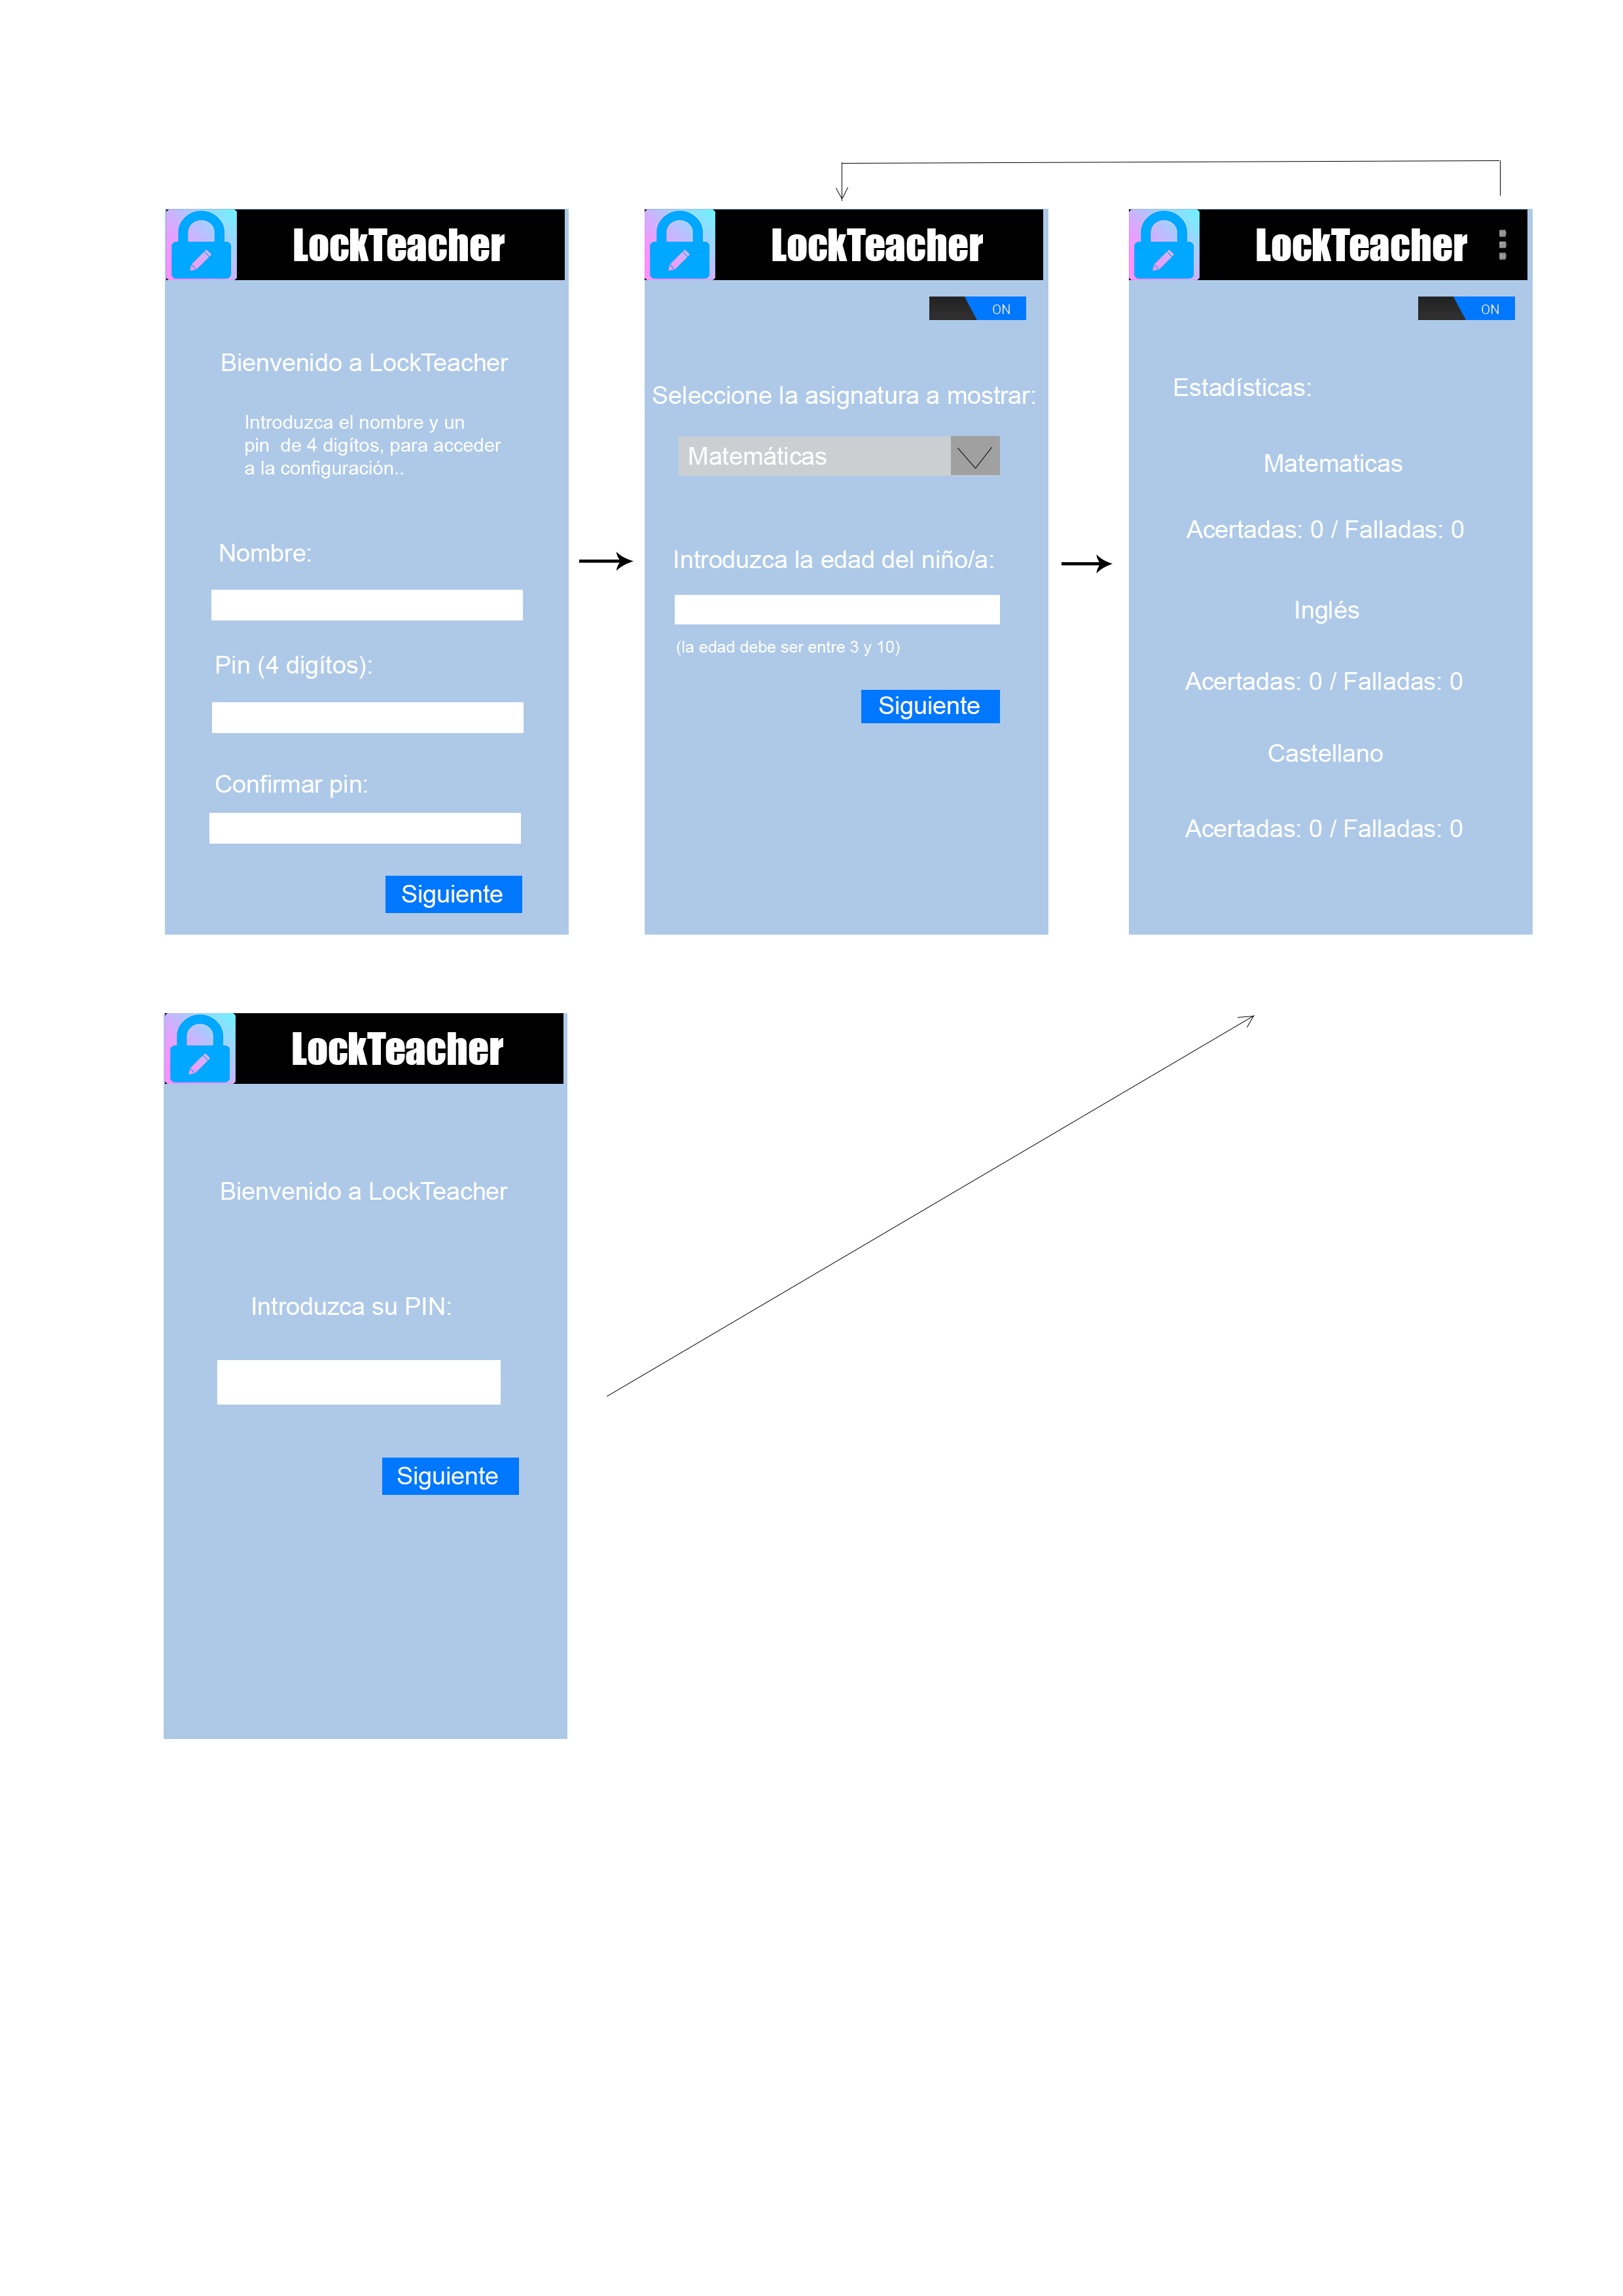 LockTeacher
Bienvenido a LockTeacher
Introduzca el nombre y un
pin  de 4 digítos, para acceder
a la configuración..
Nombre:
Pin (4 digítos):
Confirmar pin:
Siguiente
LockTeacher
ON
Seleccione la asignatura a mostrar:
Matemáticas
Introduzca la edad del niño/a:
(la edad debe ser entre 3 y 10)
Siguiente
LockTeacher
ON
Estadísticas:
Matematicas
Acertadas: 0 / Falladas: 0
Inglés
Acertadas: 0 / Falladas: 0
Castellano
Acertadas: 0 / Falladas: 0
LockTeacher
Bienvenido a LockTeacher
Introduzca su PIN:
Siguiente